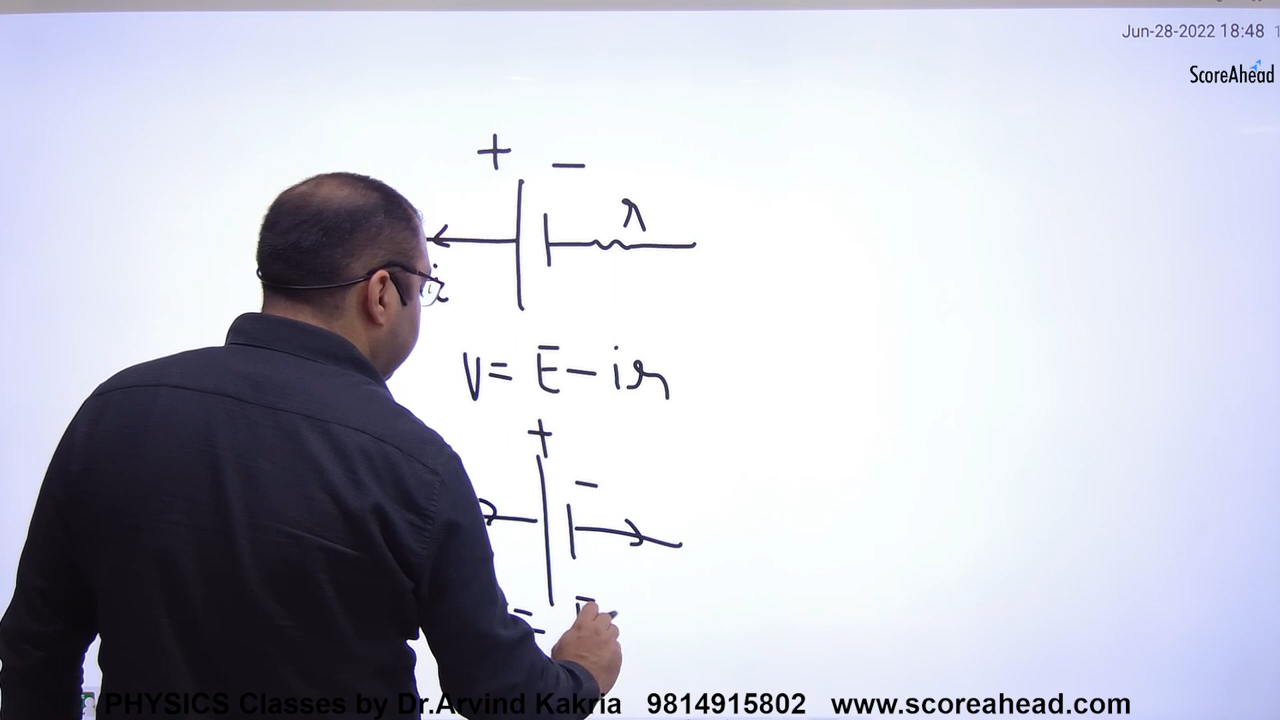 Jun-28-2022 18:48
ScoreAhead
+ −
r
i
V = E − ir
+
−
PHYSICS Classes by Dr.Arvind Kakria 9814915802 www.scoreahead.com